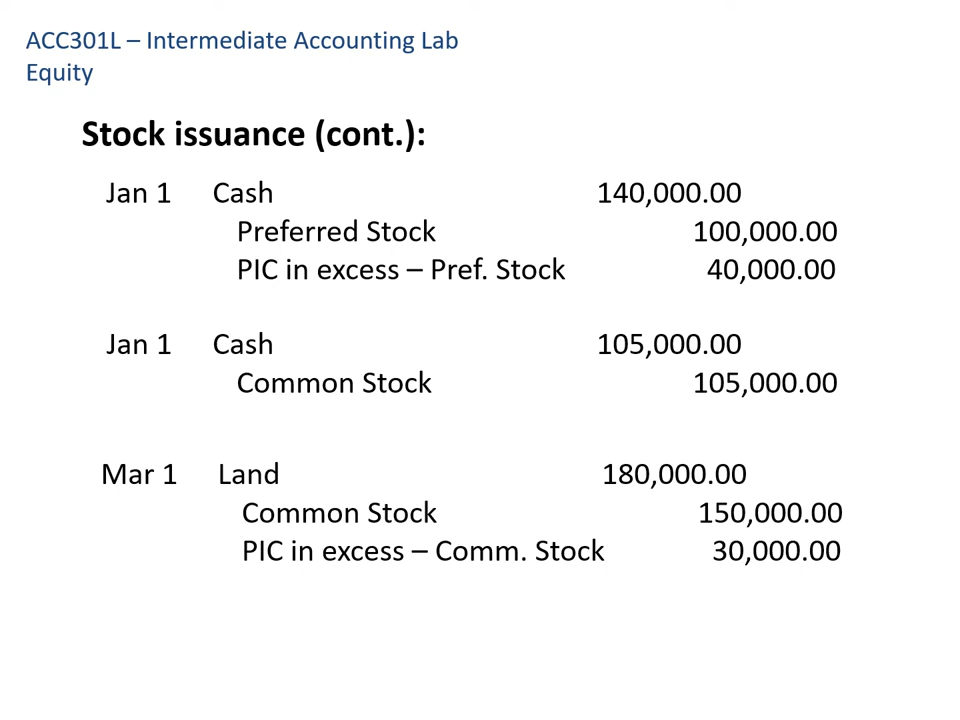 ACC301L – Intermediate Accounting Lab
Equity
Stock issuance (cont.):
Jan 1 Cash 140,000.00
Preferred Stock 100,000.00
PIC in excess – Pref. Stock 40,000.00
Jan 1 Cash 105,000.00
Common Stock 105,000.00
Mar 1 Land 180,000.00
Common Stock 150,000.00
PIC in excess – Comm. Stock 30,000.00